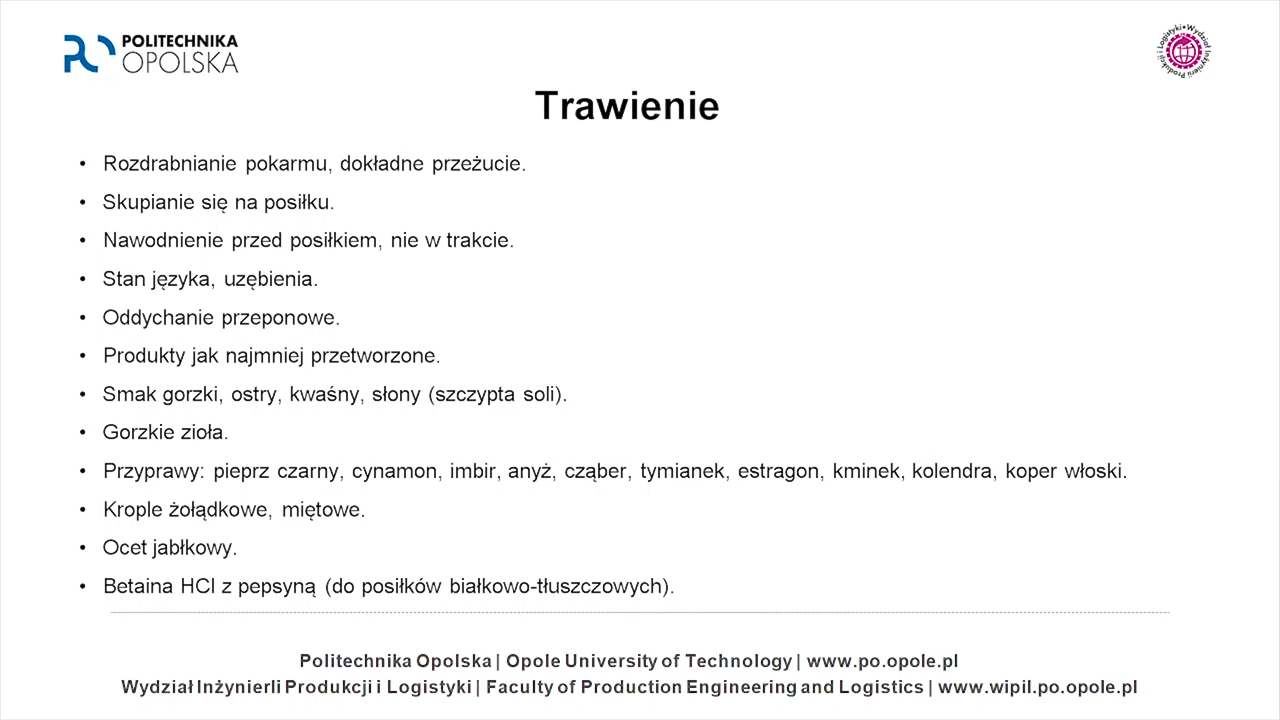 POLITECHNIKA
OPOLSKA
Wydział Inżynierii Produkcji i Logistyki •
Trawienie
• Rozdrabnianie pokarmu, dokładne przeżucie.
• Skupianie się na posiłku.
• Nawodnienie przed posiłkiem, nie w trakcie.
• Stan języka, uzębienia.
• Oddychanie przeponowe.
• Produkty jak najmniej przetworzone.
• Smak gorzki, ostry, kwaśny, słony (szczypta soli).
• Gorzkie zioła.
• Przyprawy: pieprz czarny, cynamon, imbir, anyż, cząber, tymianek, estragon, kminek, kolendra, koper włoski.
• Krople żołądkowe, miętowe.
• Ocet jabłkowy.
• Betaina HCl z pepsyną (do posiłków białkowo-tłuszczowych).
Politechnika Opolska | Opole University of Technology | www.po.opole.pl
Wydział Inżynierli Produkcji i Logistyki | Faculty of Production Engineering and Logistics | www.wipil.po.opole.pl